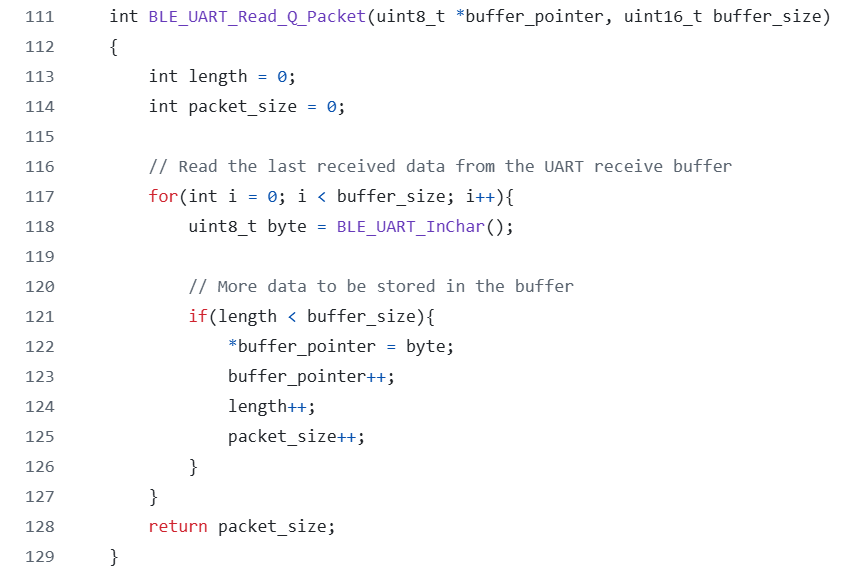 111 int BLE_UART_Read_Q_Packet(uint8_t *buffer_pointer, uint16_t buffer_size)
112 {
113 int length = 0;
114 int packet_size = 0;
115
116 // Read the last received data from the UART receive buffer
117 for(int i = 0; i < buffer_size; i++){
118 uint8_t byte = BLE_UART_InChar();
119
120 // More data to be stored in the buffer
121 if(length < buffer_size){
122 *buffer_pointer = byte;
123 buffer_pointer++;
124 length++;
125 packet_size++;
126 }
127 }
128 return packet_size;
129 }